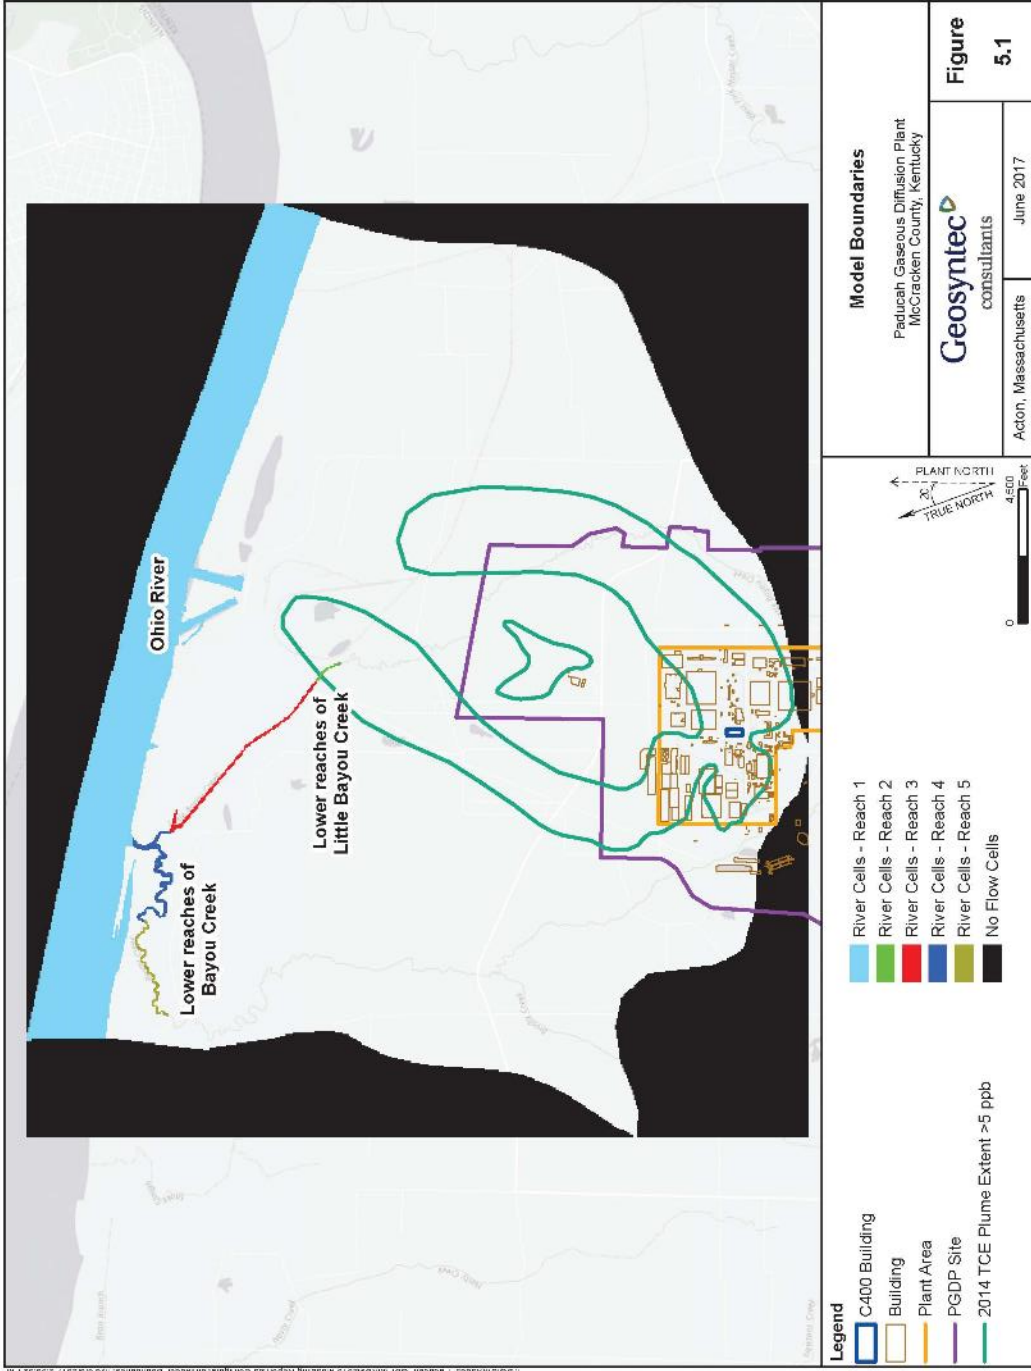 Ohio River
Lower reaches of
Bayou Creek
Lower reaches of
Little Bayou Creek
Legend
C400 Building
Building
Plant Area
PGDP Site
2014 TCE Plume Extent >5 ppb
River Cells - Reach 1
River Cells - Reach 2
River Cells - Reach 3
River Cells - Reach 4
River Cells - Reach 5
No Flow Cells
PLANT NORTH
20
TRUE NORTH
0
4,500
Feet
Model Boundaries
Paducah Gaseous Diffusion Plant
McCracken County, Kentucky
Geosyntec
consultants
Figure
5.1
Acton, Massachusetts
June 2017